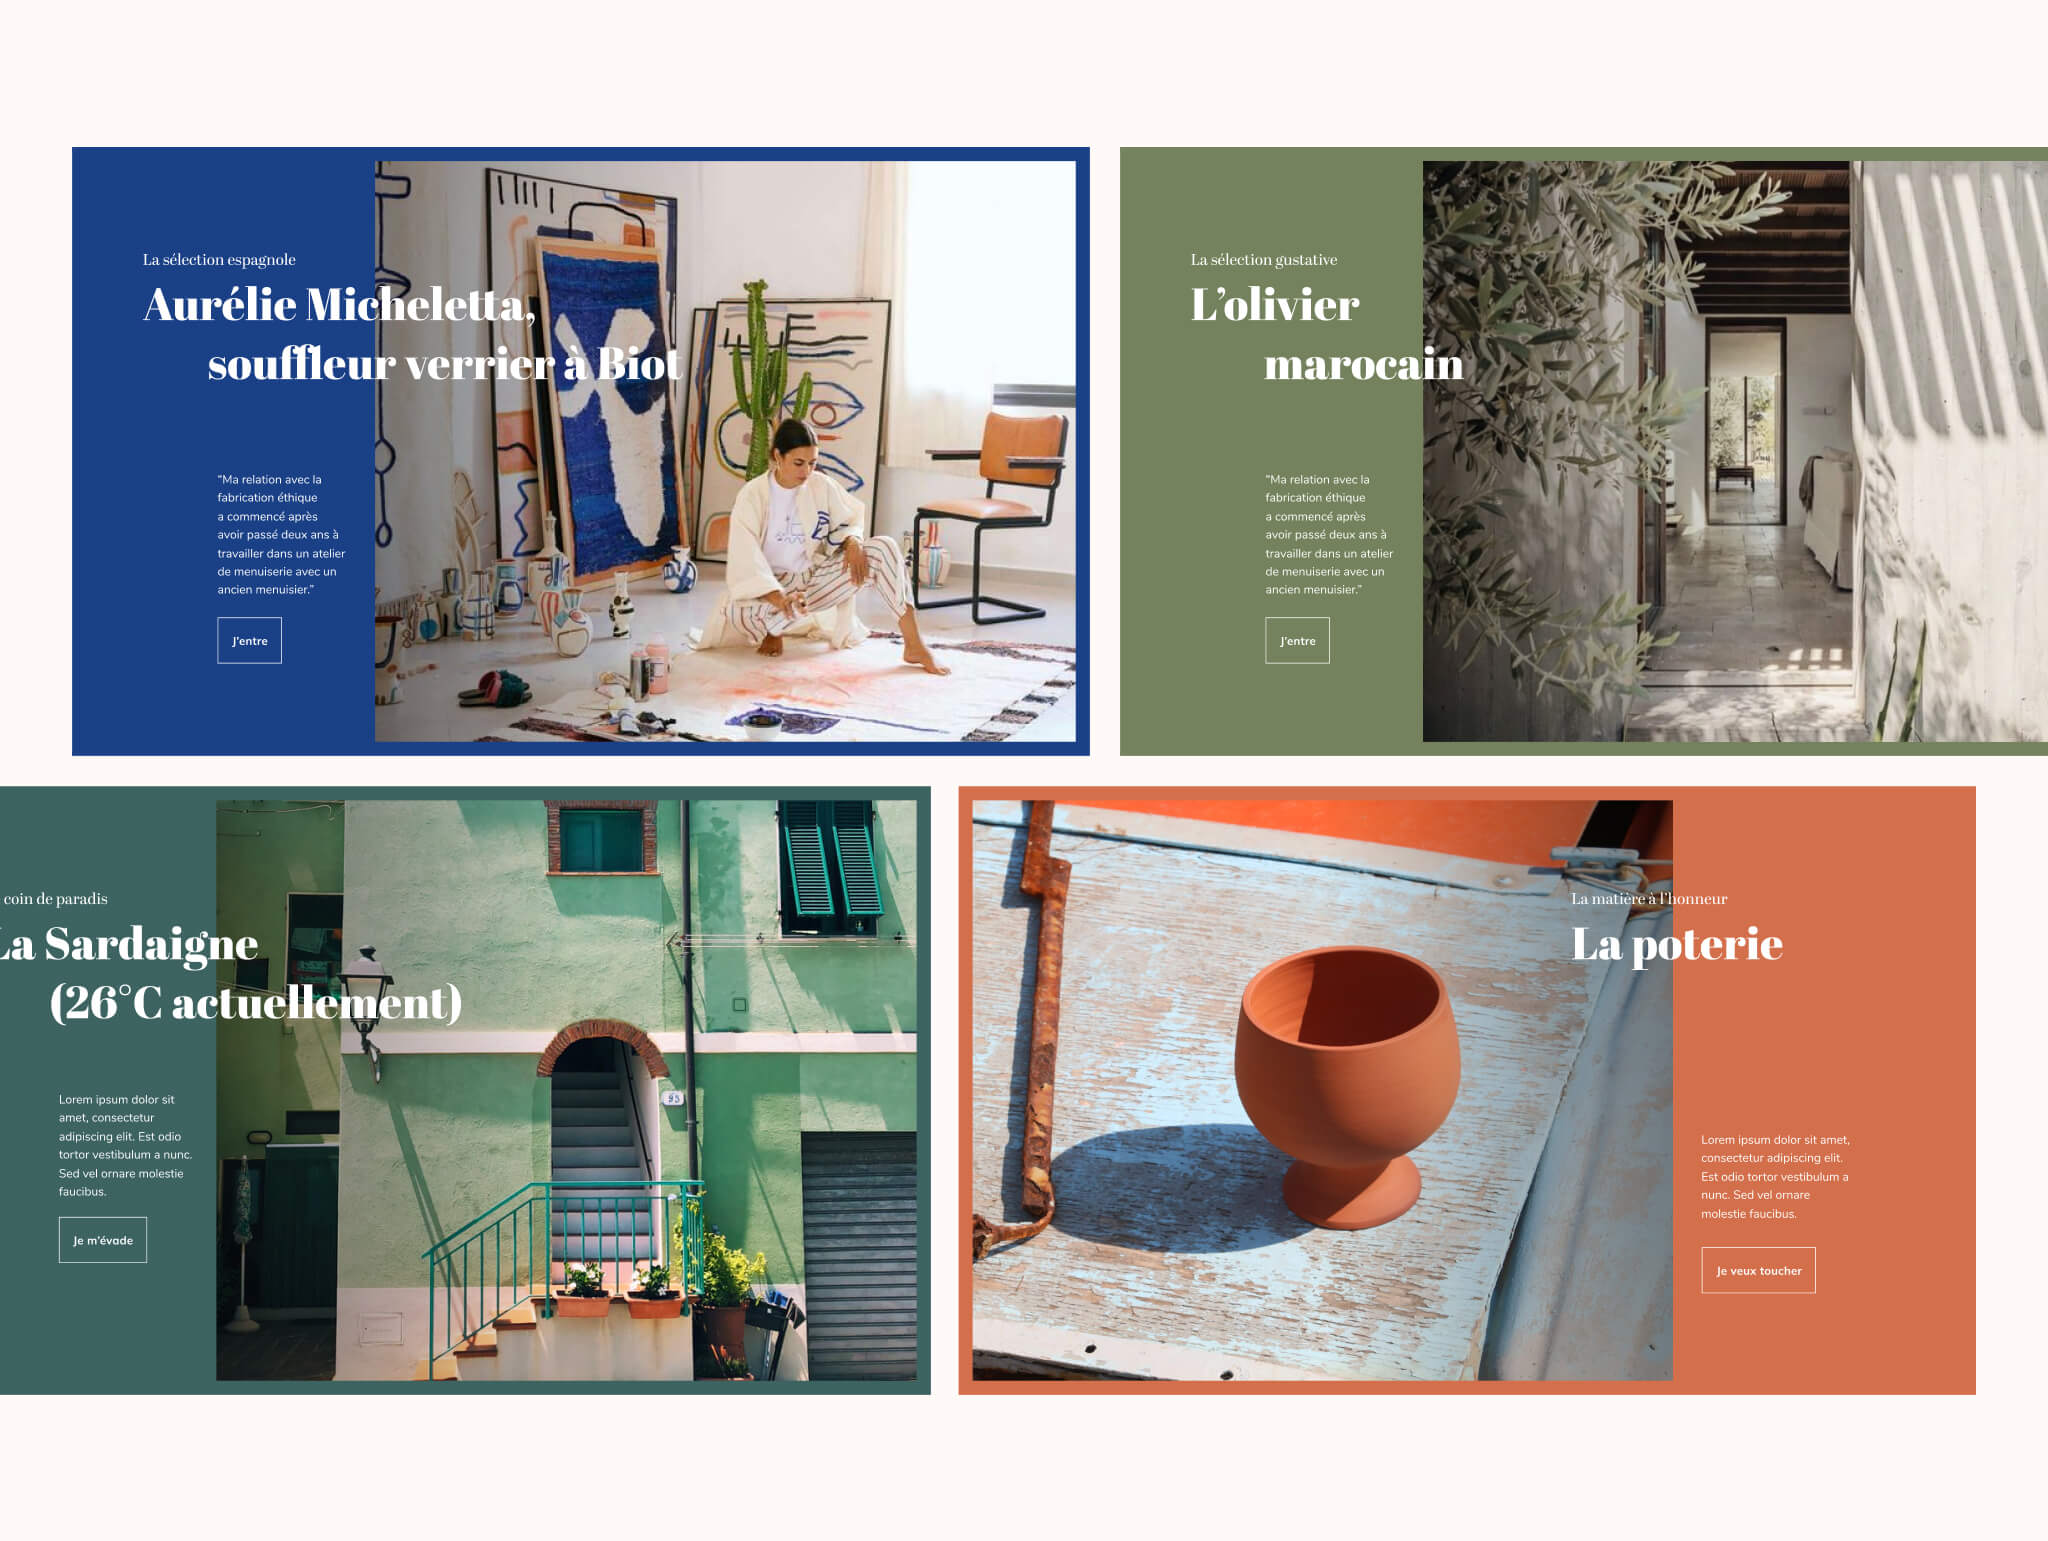 La sélection espagnole
Aurélie Micheletta,
souffleur verrier à Biot
“Ma relation avec la
fabrication éthique
a commencé après
avoir passé deux ans à
travailler dans un atelier
de menuiserie avec un
ancien menuisier.”
J’entre
La sélection gustative
L’olivier
marocain
“Ma relation avec la
fabrication éthique
a commencé après
avoir passé deux ans à
travailler dans un atelier
de menuiserie avec un
ancien menuisier.”
J’entre
coin de paradis
La Sardaigne
(26°C actuellement)
93
Lorem ipsum dolor sit
amet, consectetur
adipiscing elit. Est odio
tortor vestibulum a nunc.
Sed vel ornare molestie
faucibus.
Je m’évade
La matière à l’honneur
La poterie
Lorem ipsum dolor sit amet,
consectetur adipiscing elit.
Est odio tortor vestibulum a
nunc. Sed vel ornare
molestie faucibus.
Je veux toucher